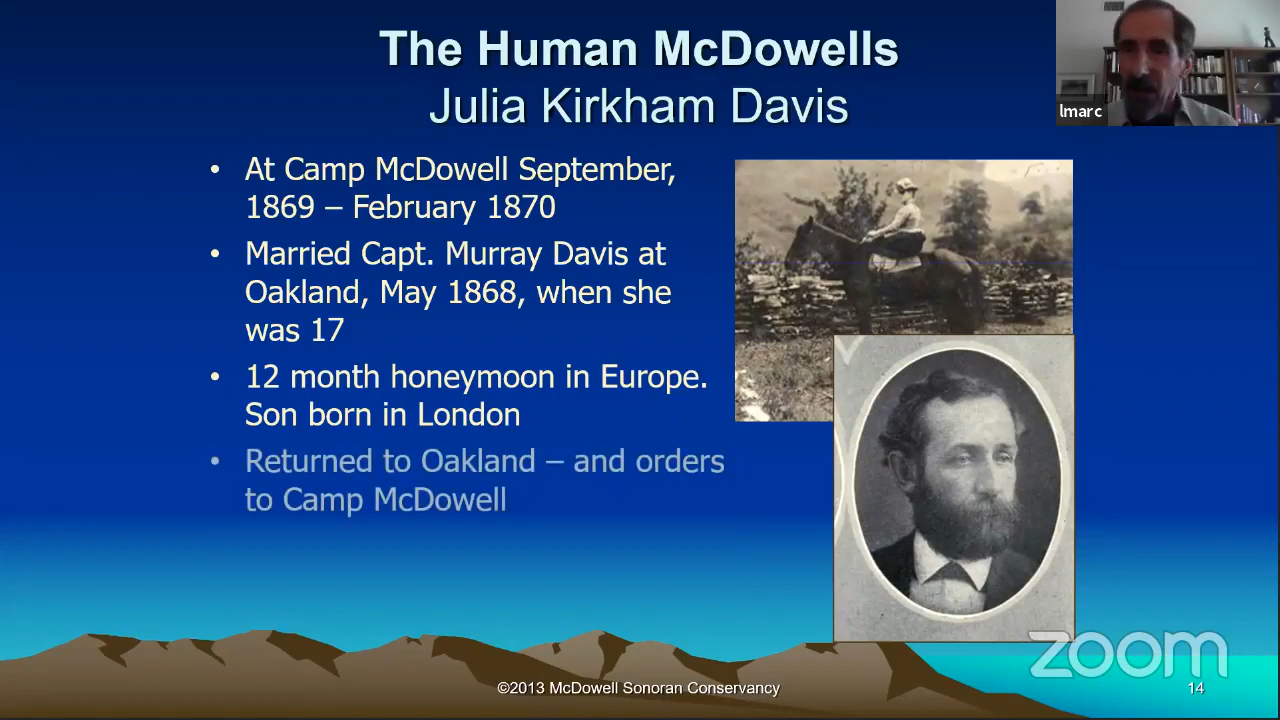 The Human McDowells
Julia Kirkham Davis
lmarc
• At Camp McDowell September,
1869 – February 1870
• Married Capt. Murray Davis at
Oakland, May 1868, when she
was 17
• 12 month honeymoon in Europe.
Son born in London
• Returned to Oakland – and orders
to Camp McDowell
zoom
©2013 McDowell Sonoran Conservancy
14